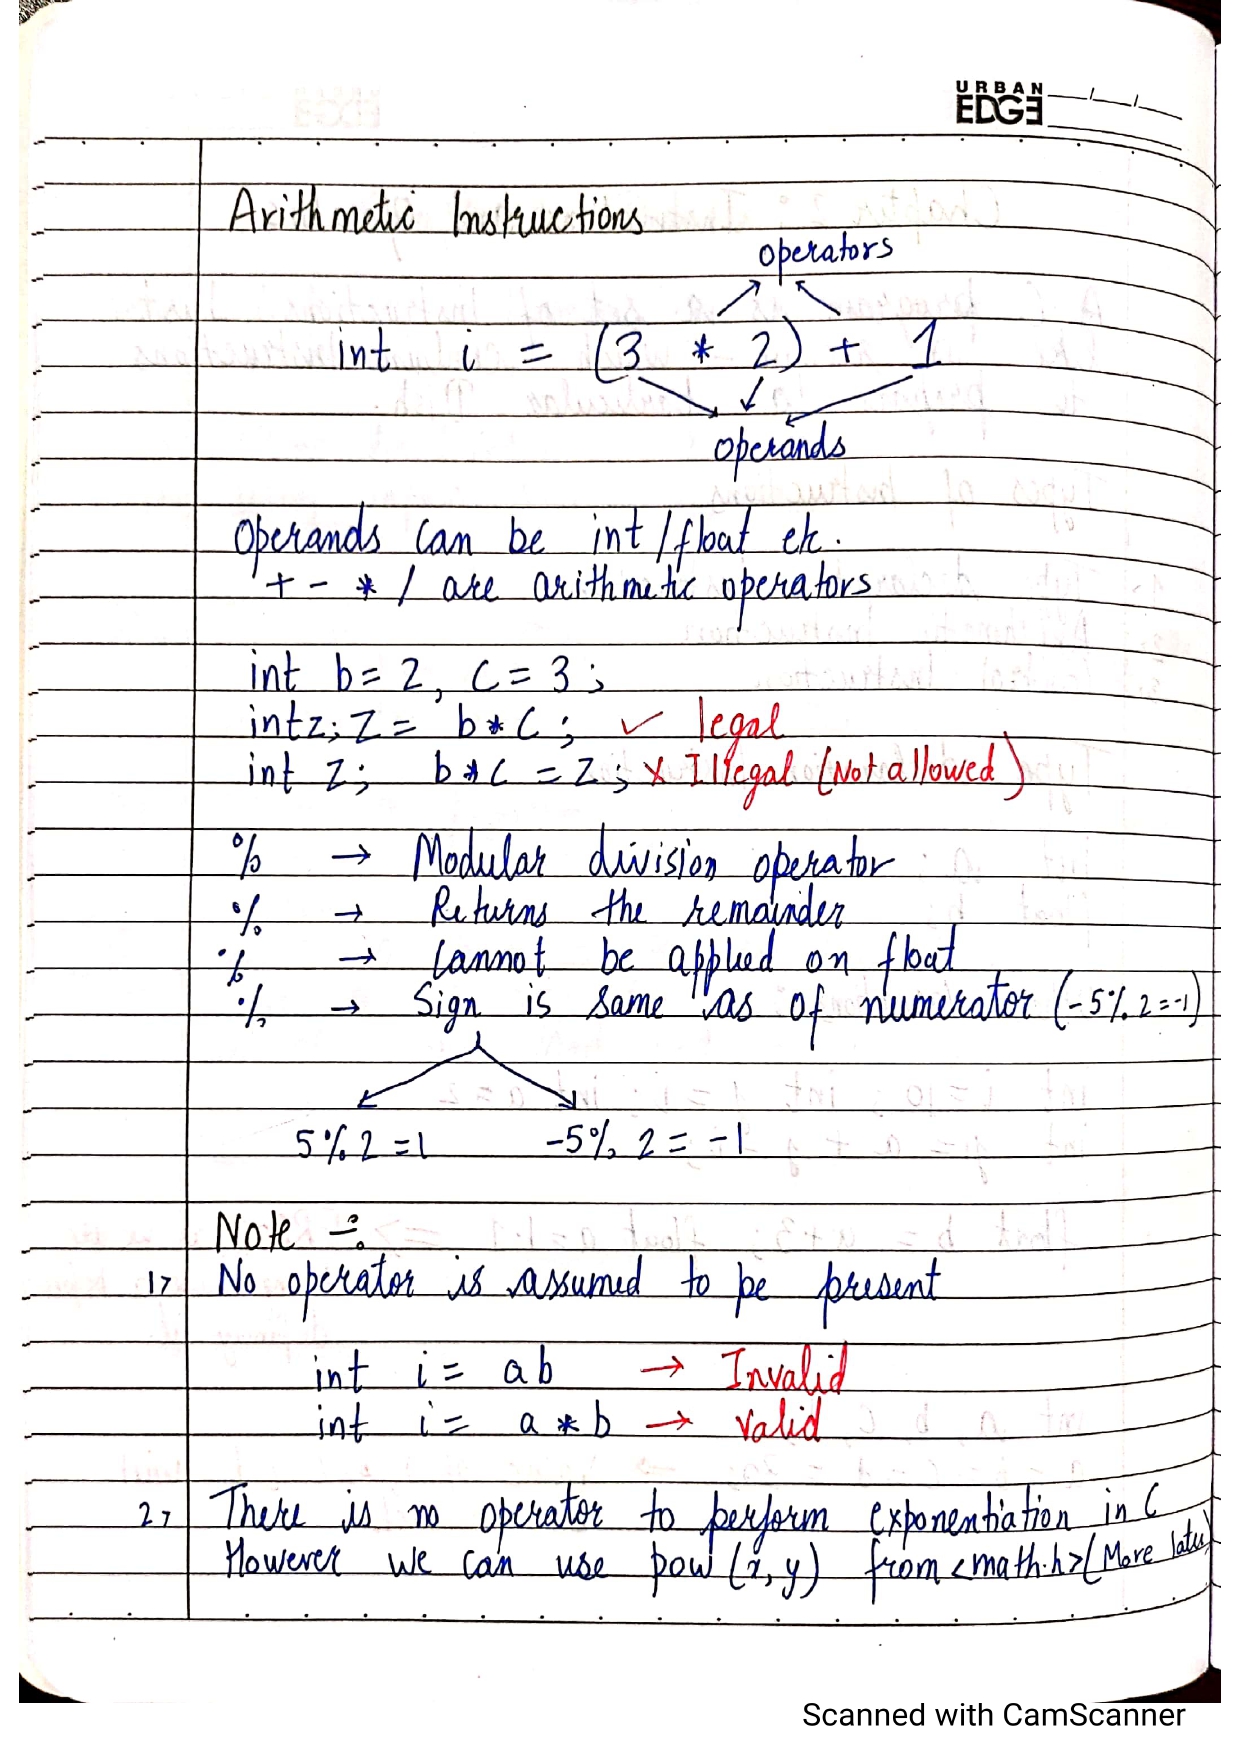 URBAN
EDGE
Arithmetic Instructions
operators
int i = (3 * 2) + 1
operands
Operands can be int/float etc.
+ - * / are arithmetic operators
int b = 2, c = 3;
int z; z = b*c; ✓ legal
int z; b*c = z; x Illegal (Not allowed)
% → Modular division operator
% → Returns the remainder
% → Cannot be applied on float
% → Sign is same as of numerator (-5% 2 = -1)
5% 2 = 1 -5% 2 = -1
Note :-
1> No operator is assumed to be present
int i = ab → Invalid
int i = a * b → Valid
2> There is no operator to perform exponentiation in C
However we can use pow (x, y) from <math.h> (More later)
Scanned with CamScanner